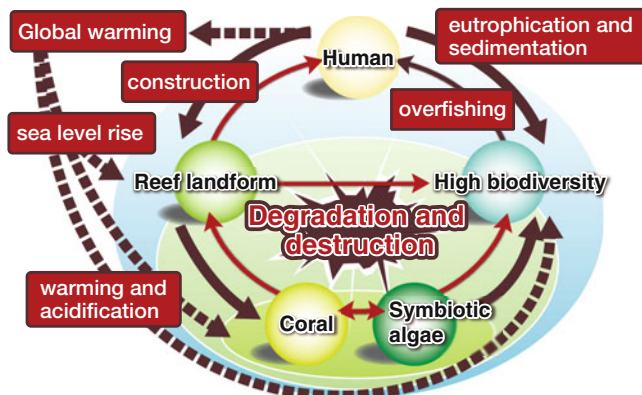 Global warming
eutrophication and
sedimentation
Human
construction
overfishing
sea level rise
Reef landform
High biodiversity
Degradation and
destruction
warming and
acidification
Coral
Symbiotic
algae